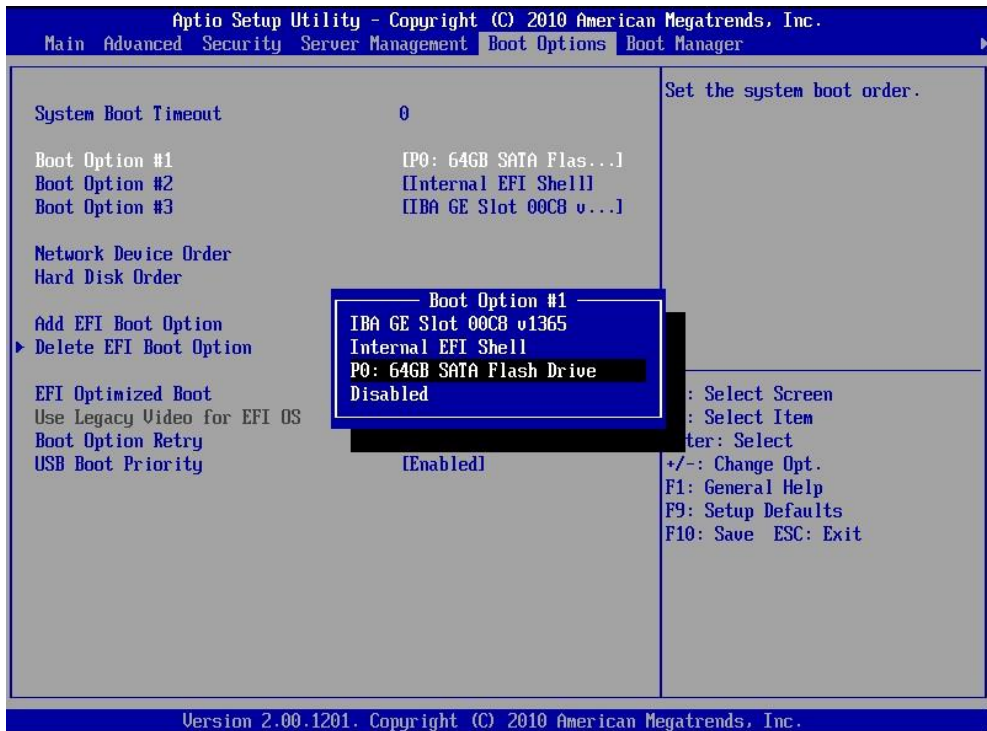 Aptio Setup Utility - Copyright (C) 2010 American Megatrends, Inc.
Main Advanced Security Server Management Boot Options Boot Manager
System Boot Timeout 0
Boot Option #1 [P0: 64GB SATA Flas...]
Boot Option #2 [Internal EFI Shell]
Boot Option #3 [IBA GE Slot 00C8 v...]
Network Device Order
Hard Disk Order
Add EFI Boot Option
Delete EFI Boot Option
EFI Optimized Boot
Use Legacy Video for EFI OS
Boot Option Retry
USB Boot Priority [Enabled]
Boot Option #1
IBA GE Slot 00C8 v1365
Internal EFI Shell
P0: 64GB SATA Flash Drive
Disabled
Set the system boot order.
: Select Screen
: Select Item
ter: Select
+/-: Change Opt.
F1: General Help
F9: Setup Defaults
F10: Save ESC: Exit
Version 2.00.1201. Copyright (C) 2010 American Megatrends, Inc.